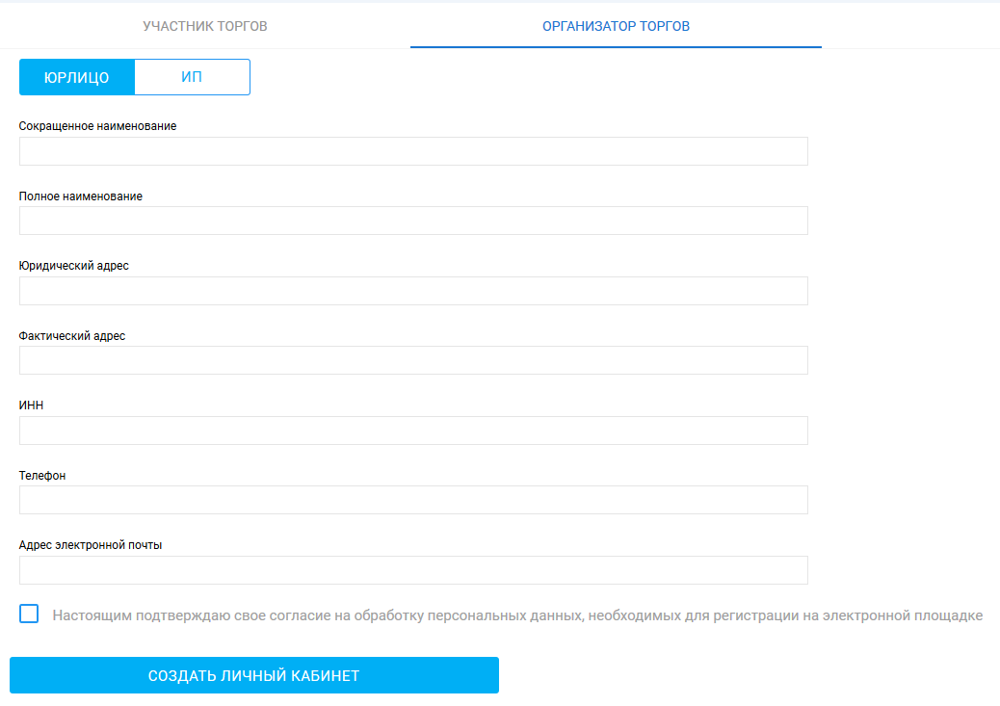 УЧАСТНИК ТОРГОВ
ОРГАНИЗАТОР ТОРГОВ
ЮРЛИЦО
ИП
Сокращенное наименование
Полное наименование
Юридический адрес
Фактический адрес
ИНН
Телефон
Адрес электронной почты
Настоящим подтверждаю свое согласие на обработку персональных данных, необходимых для регистрации на электронной площадке
СОЗДАТЬ ЛИЧНЫЙ КАБИНЕТ